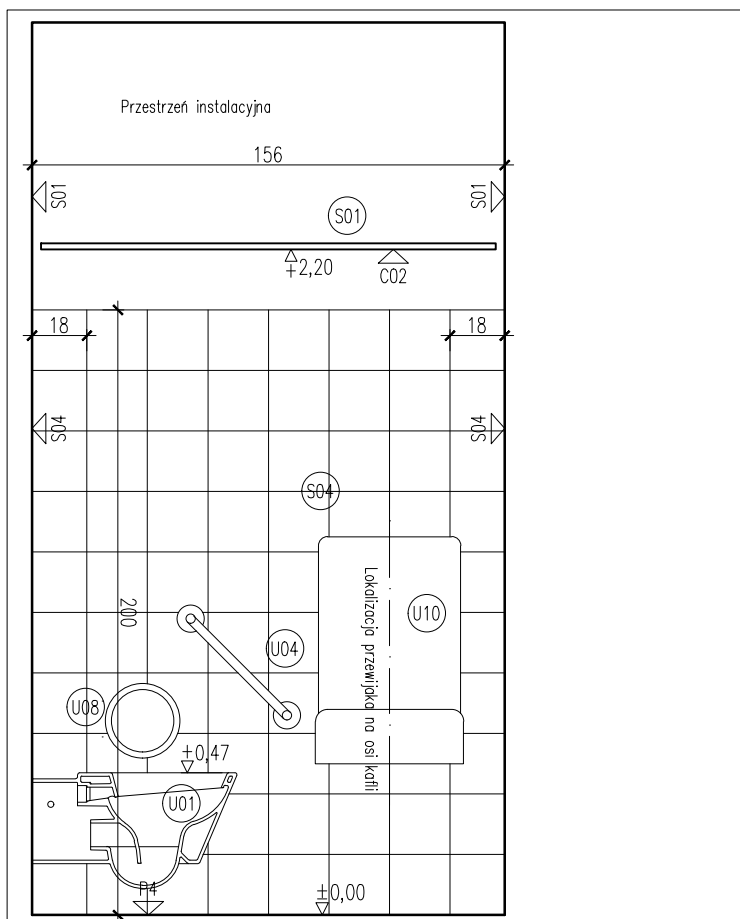 Przestrzeń instalacyjna
156
S01
S01
S01
+2,20
C02
18
18
S04
S04
S04
200
Lokalizacja przewijaka na osi kafli
U10
U04
U08
+0,47
U01
P4
±0,00